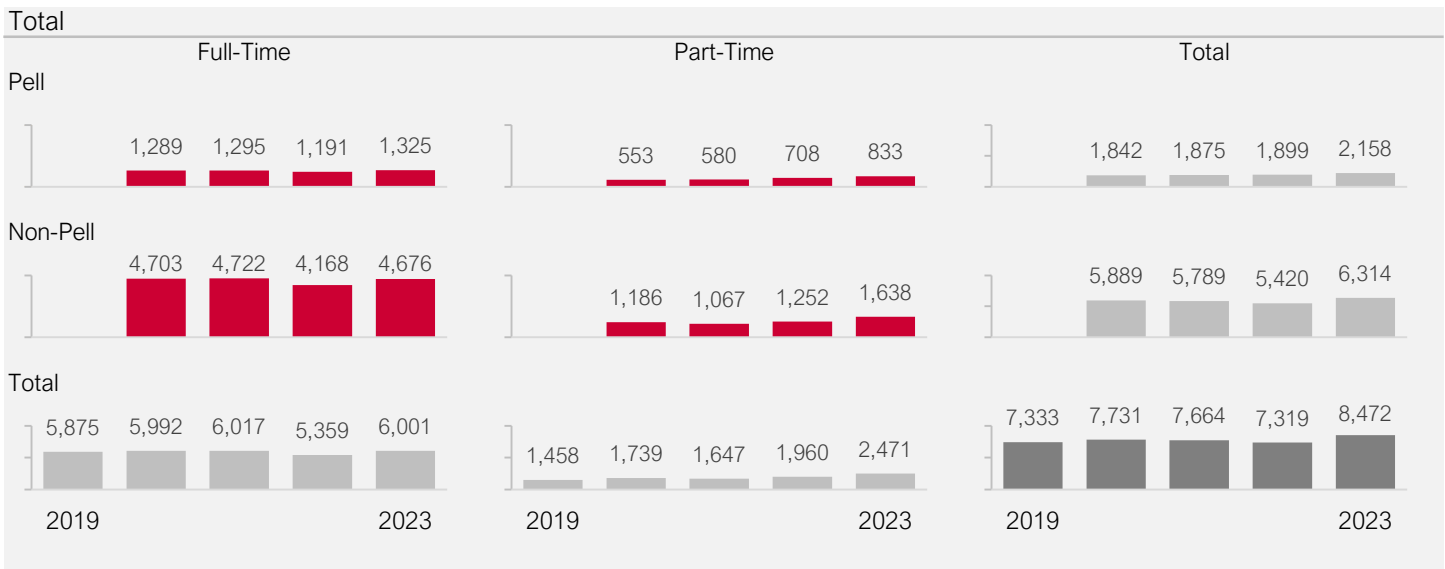 Total
Full-Time Part-Time Total
Pell
1,289 1,295 1,191 1,325 553 580 708 833 1,842 1,875 1,899 2,158
Non-Pell
4,703 4,722 4,168 4,676 1,186 1,067 1,252 1,638 5,889 5,789 5,420 6,314
Total
5,875 5,992 6,017 5,359 6,001 1,458 1,739 1,647 1,960 2,471 7,333 7,731 7,664 7,319 8,472
2019 2023 2019 2023 2019 2023